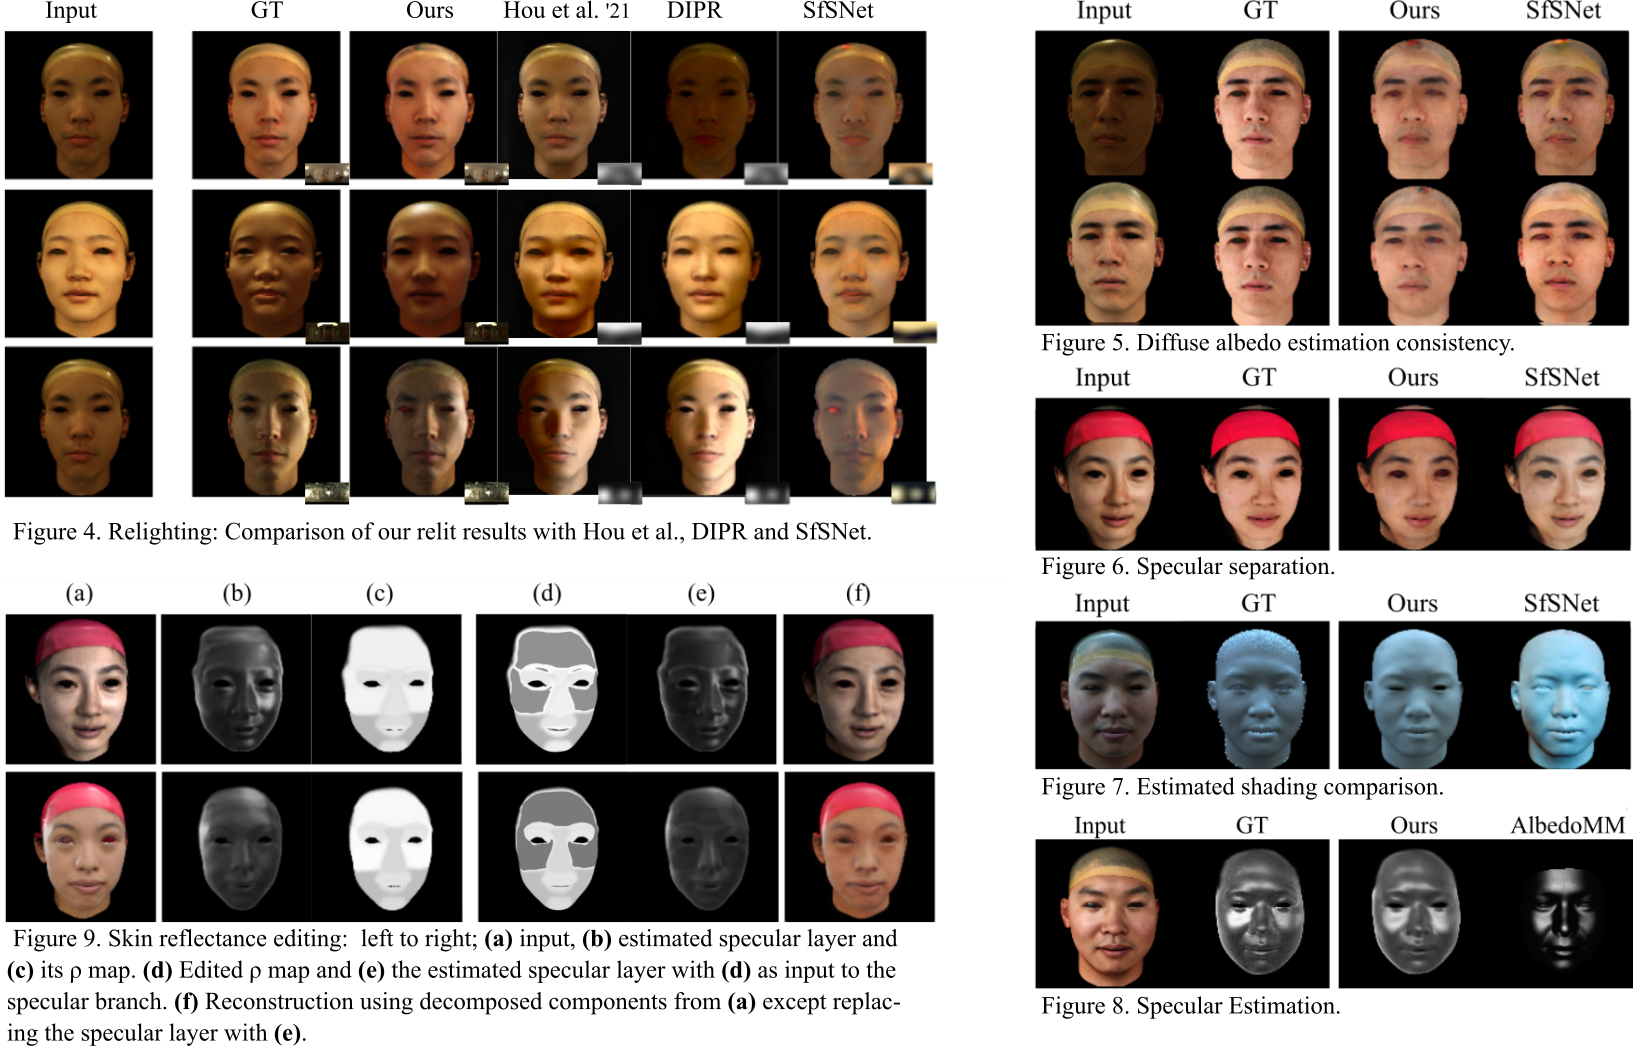 Input GT Ours Hou et al. '21 DIPR SfSNet
Figure 4. Relighting: Comparison of our relit results with Hou et al., DIPR and SfSNet.
(a) (b) (c) (d) (e) (f)
Figure 9. Skin reflectance editing: left to right; (a) input, (b) estimated specular layer and
(c) its ρ map. (d) Edited ρ map and (e) the estimated specular layer with (d) as input to the
specular branch. (f) Reconstruction using decomposed components from (a) except replac-
ing the specular layer with (e).
Input GT Ours SfSNet
Figure 5. Diffuse albedo estimation consistency.
Input GT Ours SfSNet
Figure 6. Specular separation.
Input GT Ours SfSNet
Figure 7. Estimated shading comparison.
Input GT Ours AlbedoMM
Figure 8. Specular Estimation.